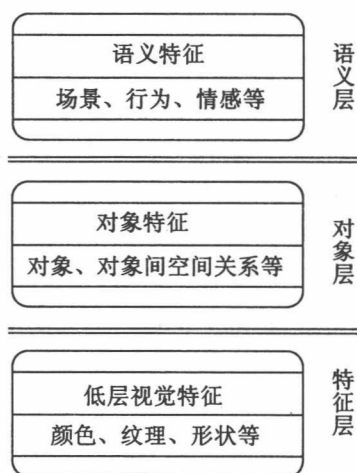 语义特征
场景、行为、情感等
语义层
对象特征
对象、对象间空间关系等
对象层
低层视觉特征
颜色、纹理、形状等
特征层